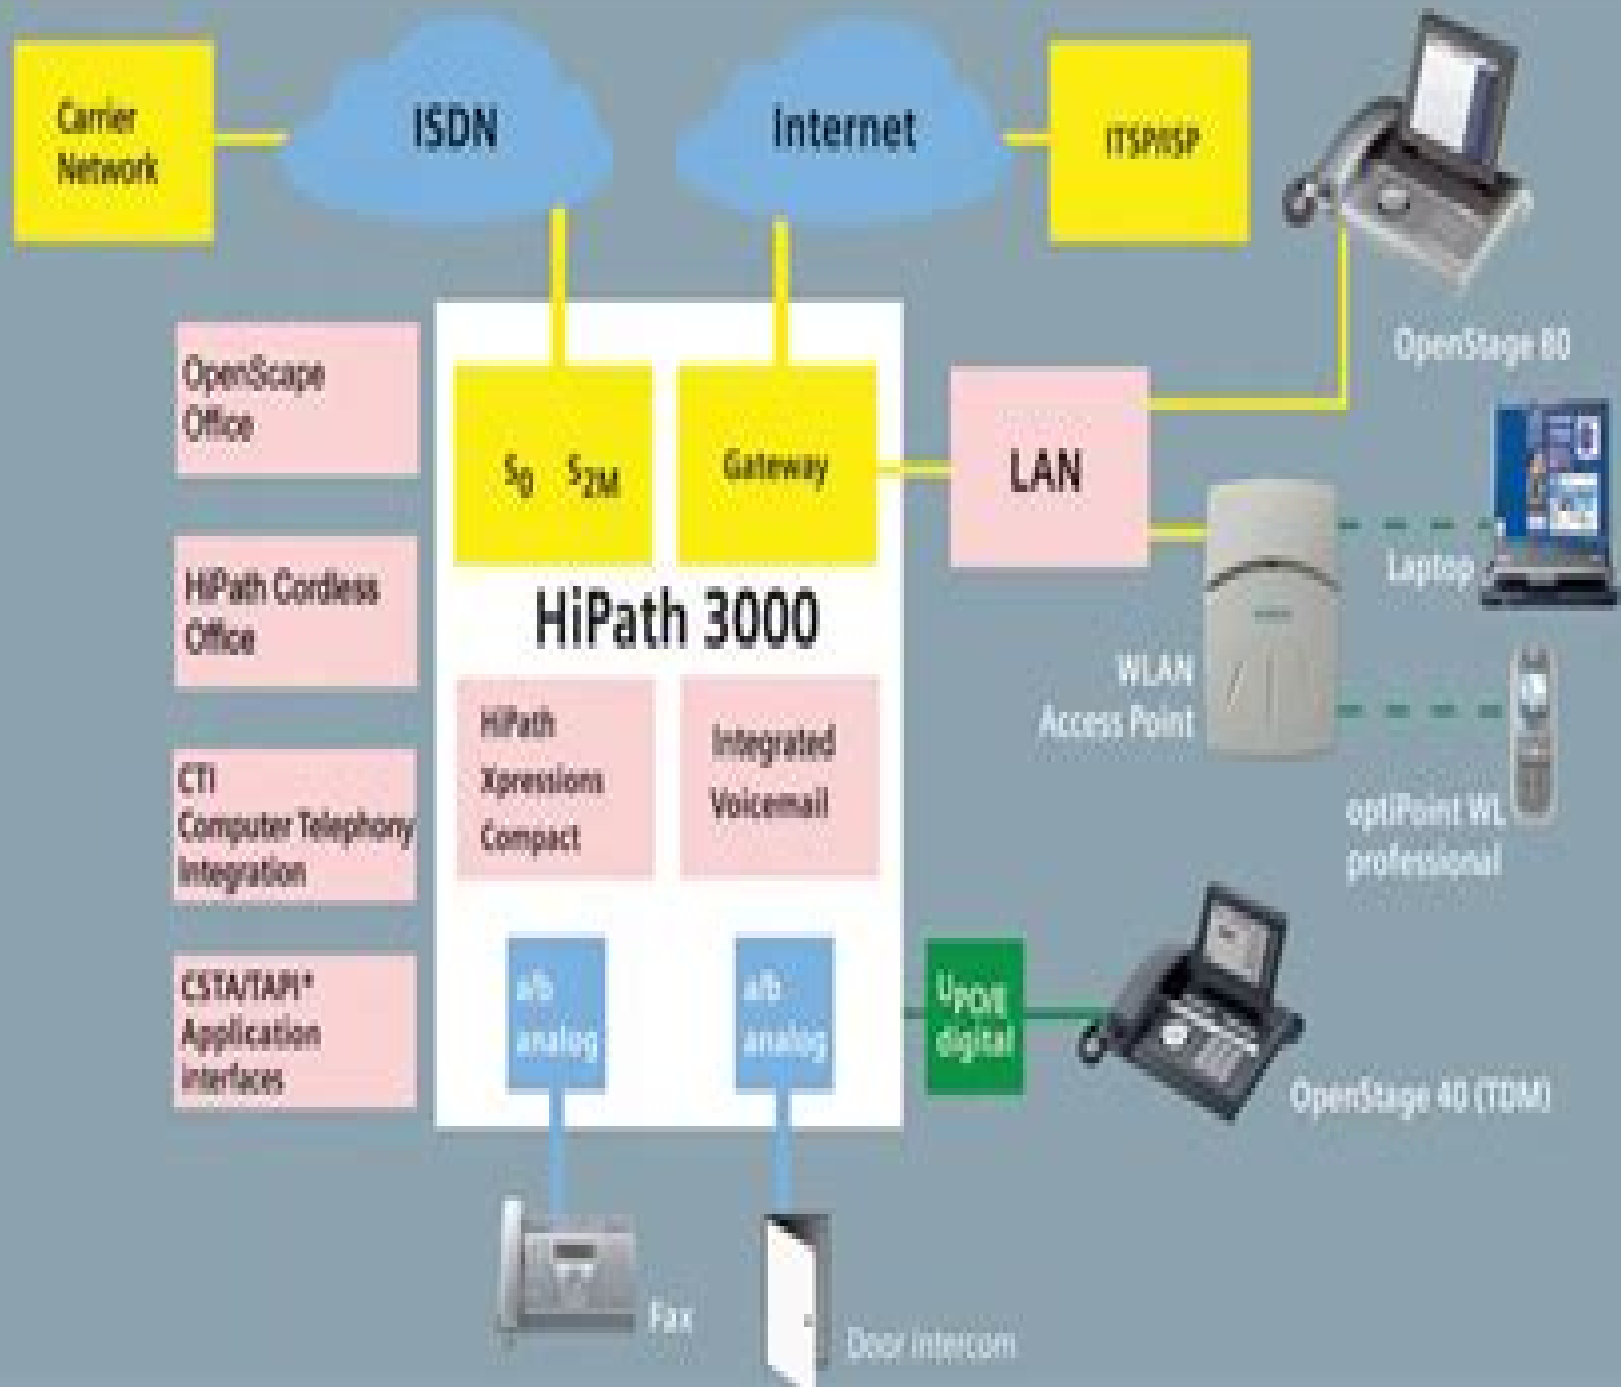 Carrier
Network
ISDN
Internet
ITSP/ISP
OpenStage 80
OpenScape
Office
S0 S2M
Gateway
LAN
HiPath Cordless
Office
HiPath 3000
Laptop
WLAN
Access Point
optiPoint WL
professional
CTI
Computer Telephony
Integration
HiPath
Xpressions
Compact
Integrated
Voicemail
CSTA/TAPI*
Application
interfaces
a/b
analog
a/b
analog
UP0/E
digital
OpenStage 40 (TDM)
Fax
Door intercom